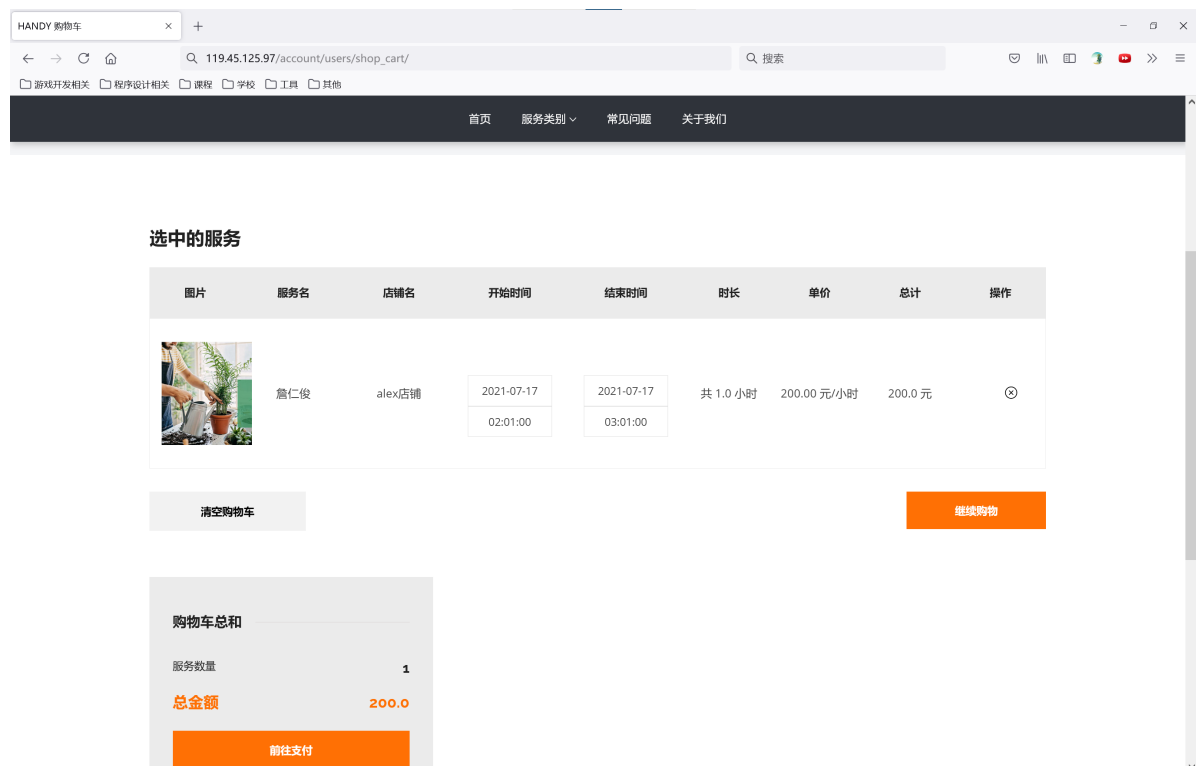 HANDY 购物车
119.45.125.97/account/users/shop_cart/
搜索
游戏开发相关 程序设计相关 课程 学校 工具 其他
首页 服务类别 常见问题 关于我们
选中的服务
图片 服务名 店铺名 开始时间 结束时间 时长 单价 总计 操作
詹仁俊 alex店铺 2021-07-17 2021-07-17 共 1.0 小时 200.00 元/小时 200.0 元
02:01:00 03:01:00
清空购物车 继续购物
购物车总和
服务数量 1
总金额 200.0
前往支付